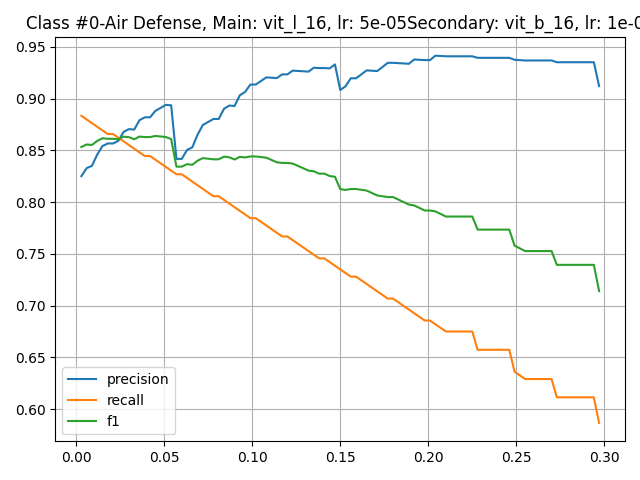 Class #0-Air Defense, Main: vit_l_16, lr: 5e-05Secondary: vit_b_16, lr: 1e-0
0.95
0.90
0.85
0.80
0.75
0.70
0.65
0.60
precision
recall
f1
0.00 0.05 0.10 0.15 0.20 0.25 0.30